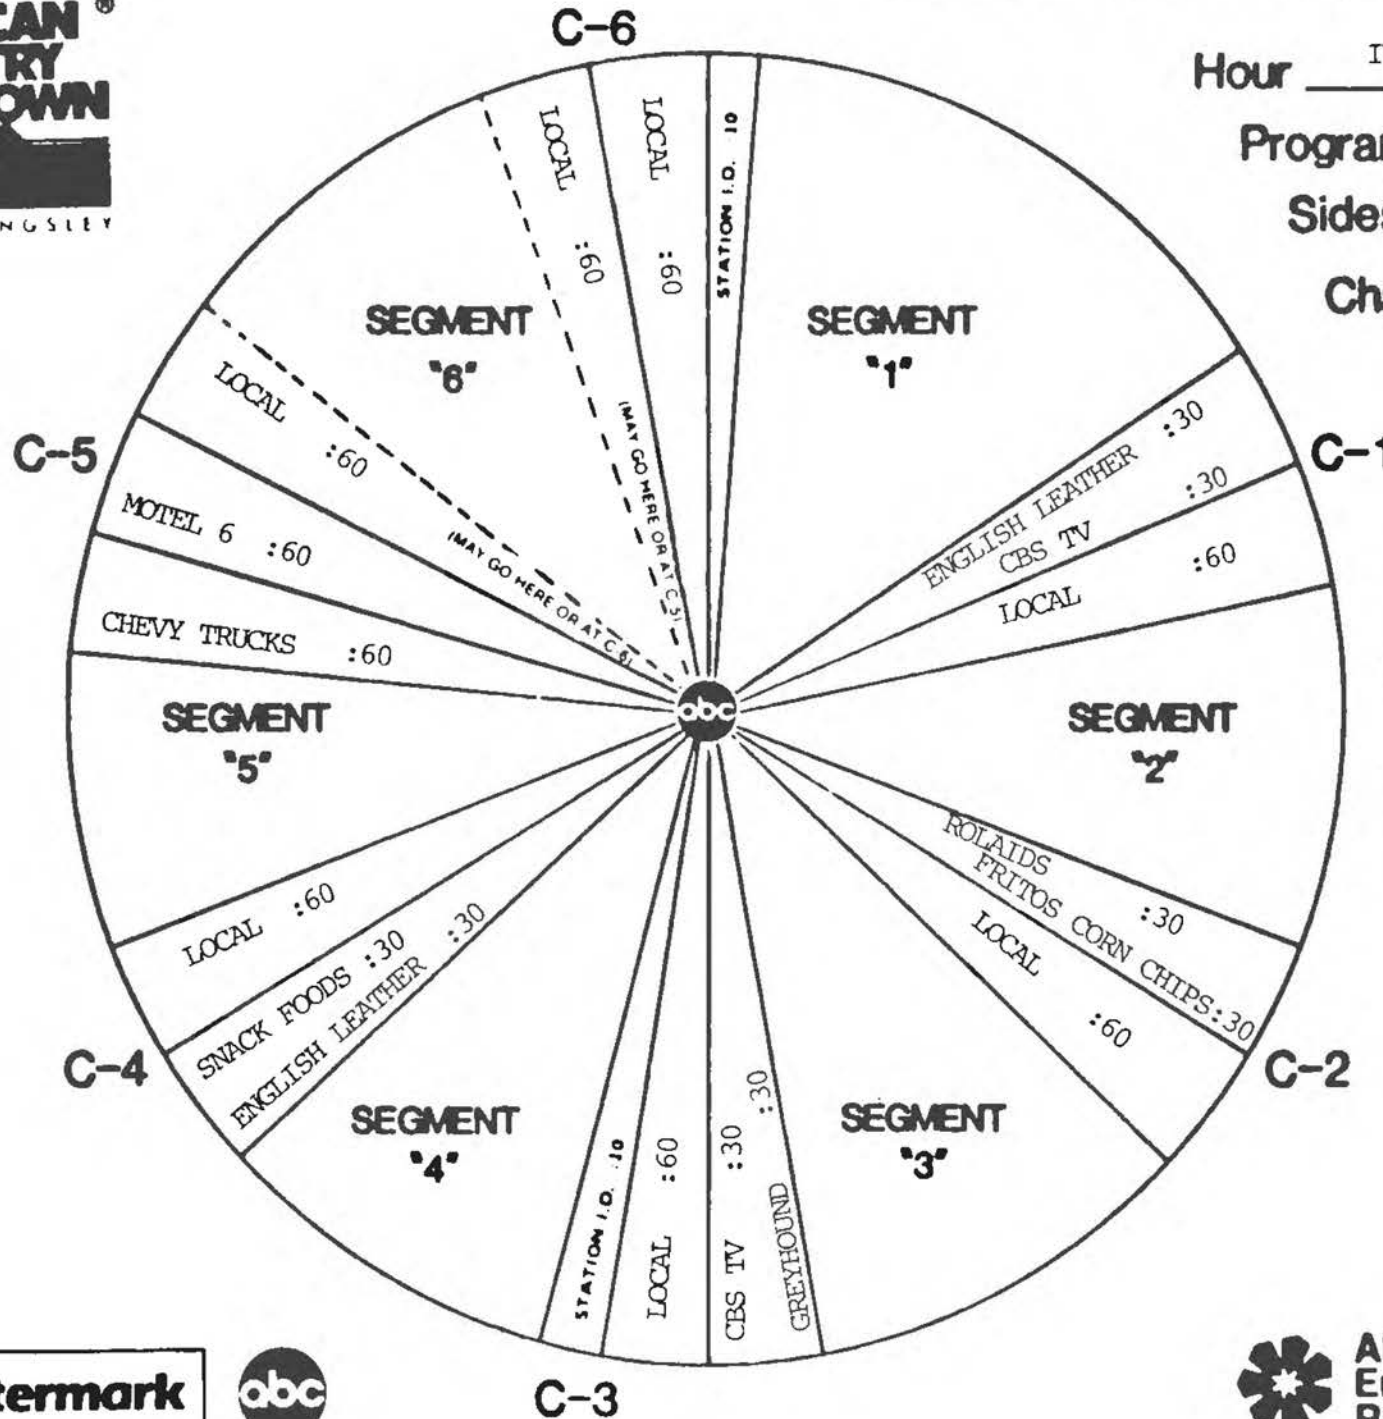 C-6
Hour
LOCAL :60
LOCAL :60
STATION I.D. :10
NGSLEY
SEGMENT
"6"
SEGMENT
"1"
(MAY GO HERE OR AT C-5)
LOCAL :60
(MAY GO HERE OR AT C-6)
C-5
MOTEL 6 :60
CHEVY TRUCKS :60
ENGLISH LEATHER :30
CBS TV :30
C-1
LOCAL :60
abc
SEGMENT
"5"
SEGMENT
"2"
ROLAIDS :30
FRITOS CORN CHIPS :30
LOCAL :60
C-2
LOCAL :60
SNACK FOODS :30
ENGLISH LEATHER :30
C-4
SEGMENT
"4"
SEGMENT
"3"
STATION I.D. :10
LOCAL :60
CBS TV :30
GREYHOUND :30
C-3
abc